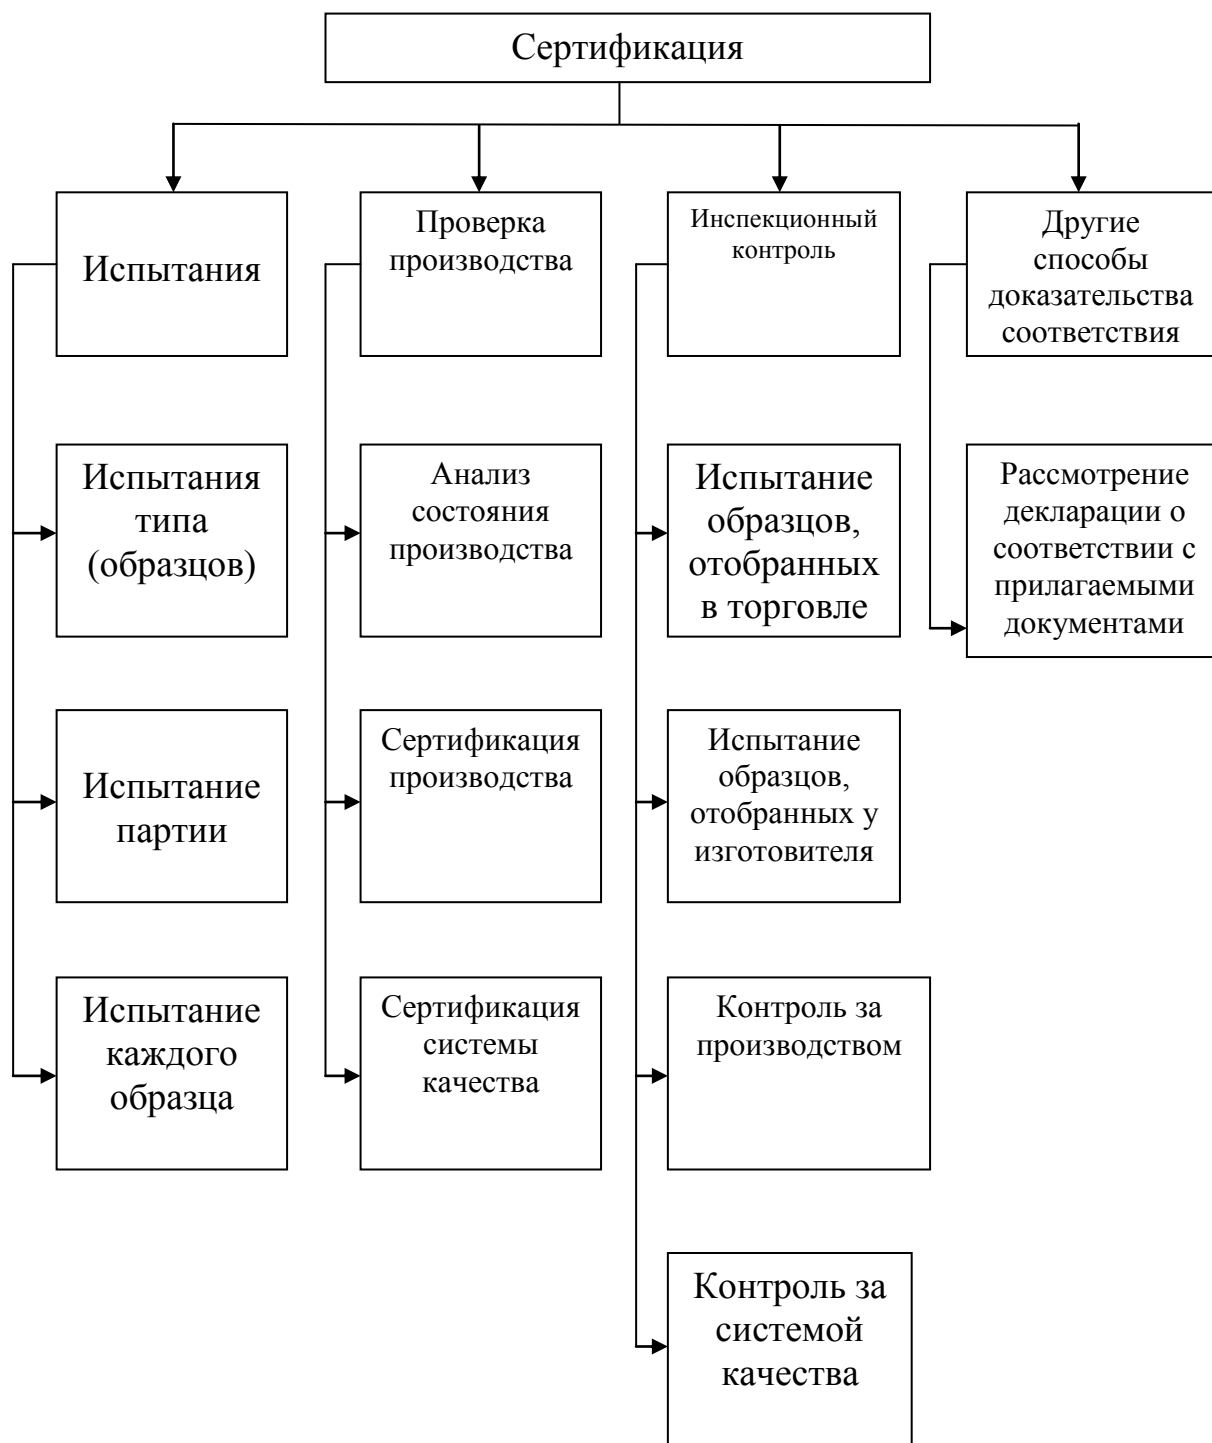 Сертификация
Испытания
Проверка
производства
Инспекционный
контроль
Другие
способы
доказательства
соответствия
Испытания
типа
(образцов)
Анализ
состояния
производства
Испытание
образцов,
отобранных
в торговле
Рассмотрение
декларации о
соответствии с
прилагаемыми
документами
Испытание
партии
Сертификация
производства
Испытание
образцов,
отобранных у
изготовителя
Испытание
каждого
образца
Сертификация
системы
качества
Контроль за
производством
Контроль за
системой
качества